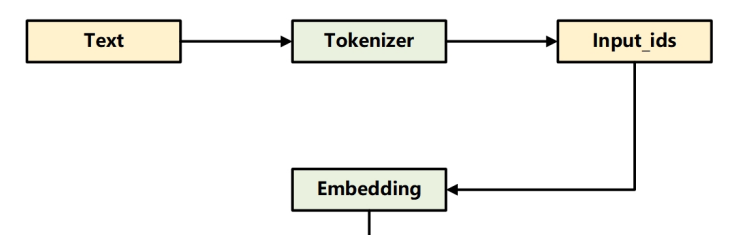 Text
Tokenizer
Input_ids
Embedding